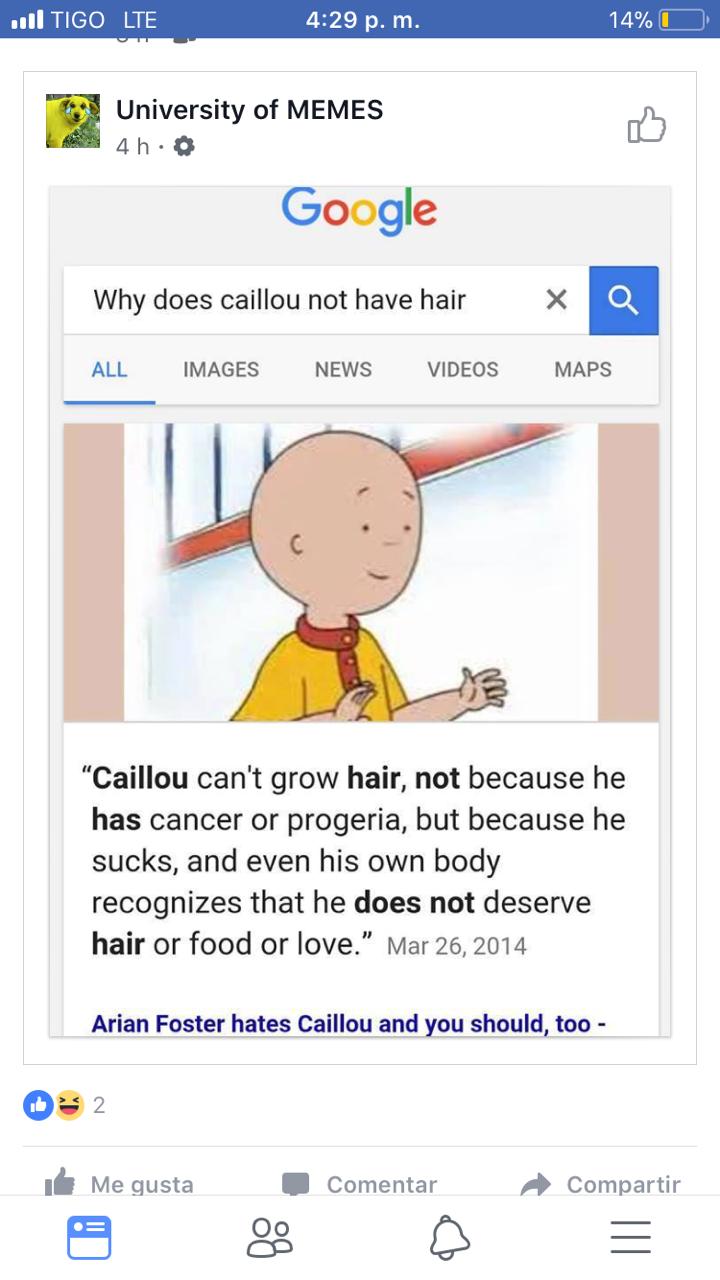 TIGO LTE 4:29 p. m. 14%
University of MEMES
4 h ·
Google
Why does caillou not have hair
ALL IMAGES NEWS VIDEOS MAPS
“Caillou can't grow hair, not because he
has cancer or progeria, but because he
sucks, and even his own body
recognizes that he does not deserve
hair or food or love.” Mar 26, 2014
Arian Foster hates Caillou and you should, too -
2
Me gusta Comentar Compartir